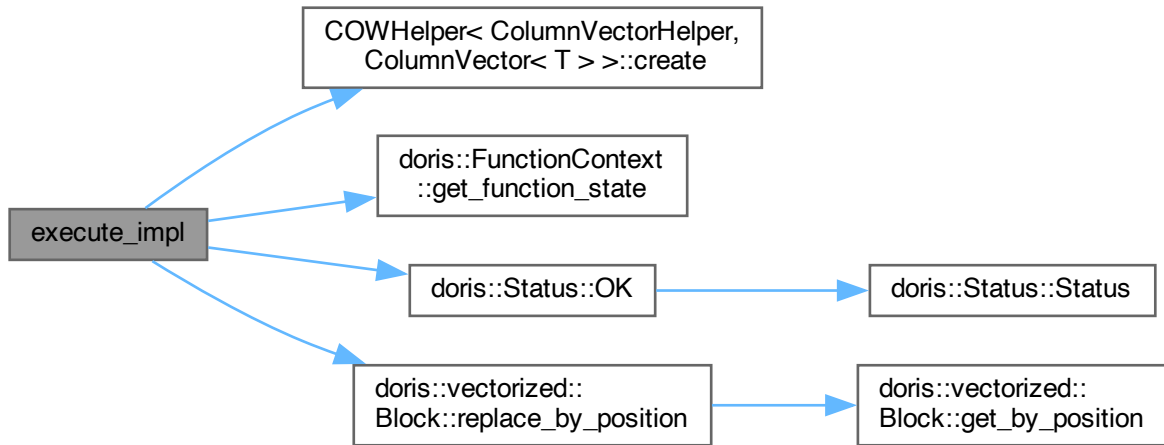 COWHelper< ColumnVectorHelper,
ColumnVector< T > >::create
doris::FunctionContext
::get_function_state
execute_impl
doris::Status::OK
doris::Status::Status
doris::vectorized::
Block::replace_by_position
doris::vectorized::
Block::get_by_position